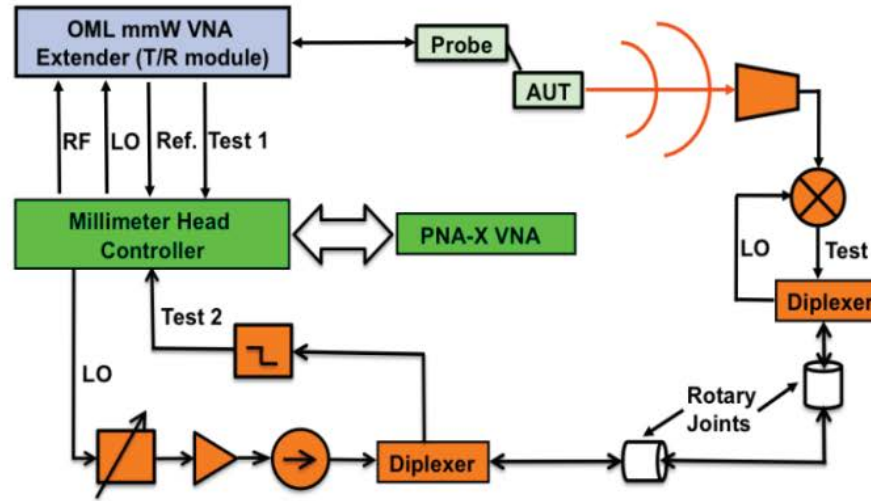 OML mmW VNA
Extender (T/R module)
Probe
AUT
RF
LO
Ref.
Test 1
Millimeter Head
Controller
PNA-X VNA
LO
Test
Diplexer
Test 2
LO
Rotary
Joints
Diplexer